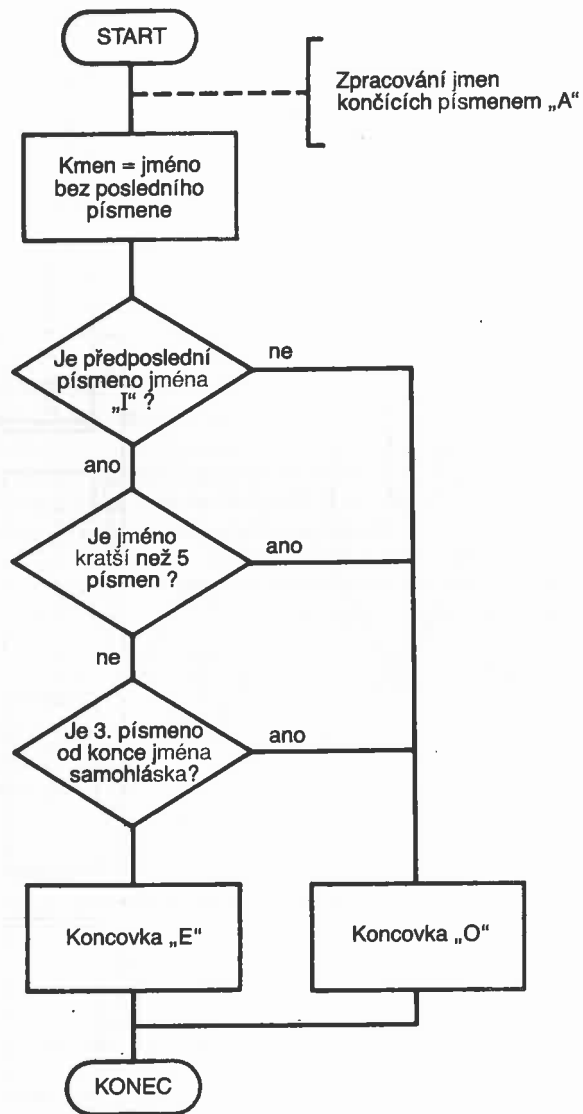 START
Zpracování jmen
končících písmenem „A“
Kmen = jméno
bez posledního
písmene
Je předposlední
písmeno jména
„I“ ?
ne
ano
Je jméno
kratší než 5
písmen ?
ano
ne
Je 3. písmeno
od konce jména
samohláska?
ano
Koncovka „E“
Koncovka „O“
KONEC